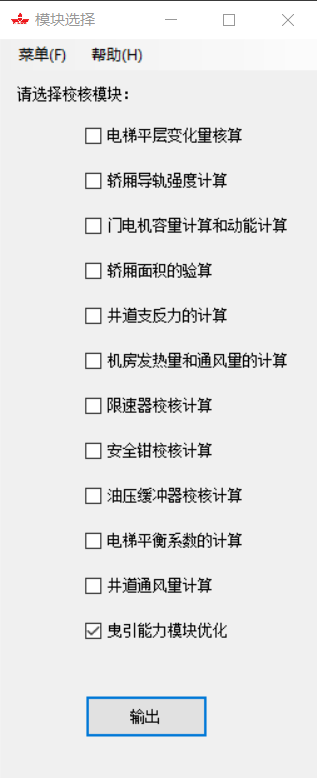 模块选择
菜单(F) 帮助(H)
请选择校核模块：
电梯平层变化量核算
轿厢导轨强度计算
门电机容量计算和动能计算
轿厢面积的验算
井道支反力的计算
机房发热量和通风量的计算
限速器校核计算
安全钳校核计算
油压缓冲器校核计算
电梯平衡系数的计算
井道通风量计算
曳引能力模块优化
输出